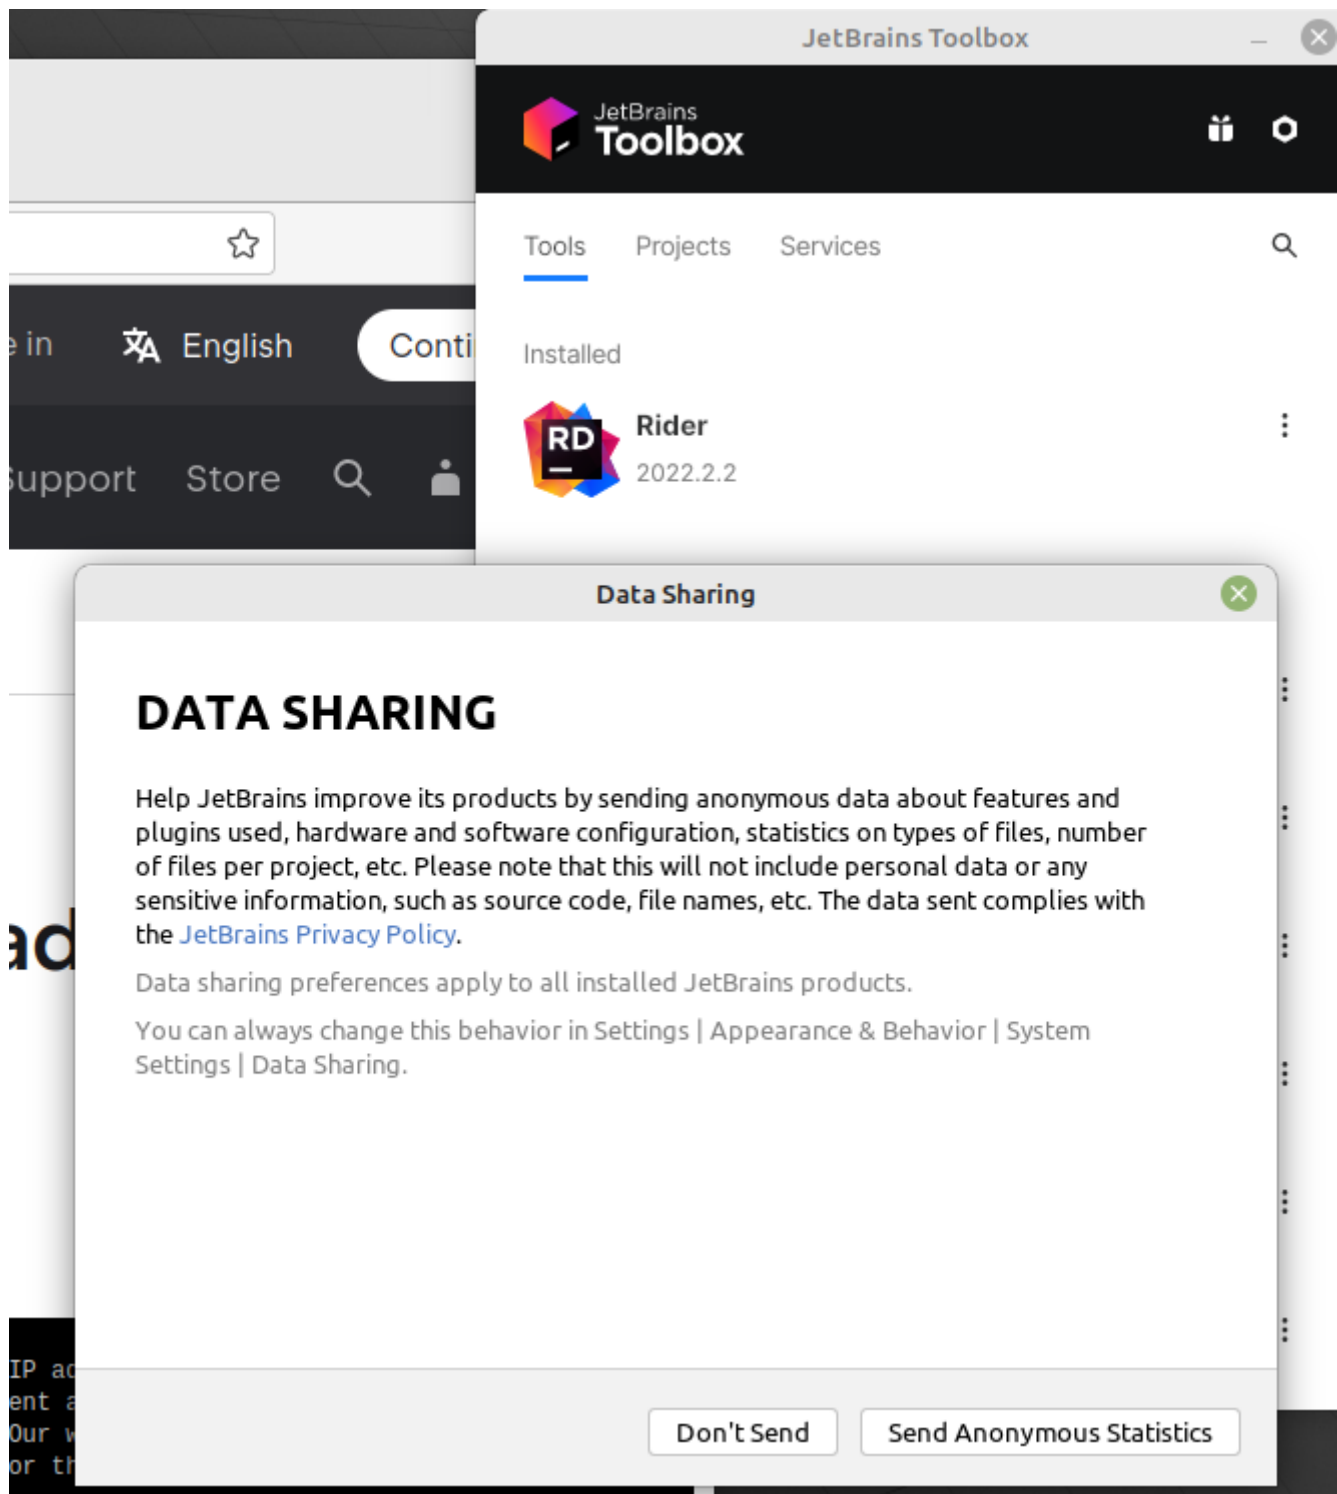 JetBrains Toolbox
JetBrains
Toolbox
Tools Projects Services
in English
Installed
Rider
RD
2022.2.2
Support Store
Data Sharing
DATA SHARING
Help JetBrains improve its products by sending anonymous data about features and
plugins used, hardware and software configuration, statistics on types of files, number
of files per project, etc. Please note that this will not include personal data or any
sensitive information, such as source code, file names, etc. The data sent complies with
the JetBrains Privacy Policy.
Data sharing preferences apply to all installed JetBrains products.
You can always change this behavior in Settings | Appearance & Behavior | System
Settings | Data Sharing.
IP
ent
Our
or
Don't Send Send Anonymous Statistics